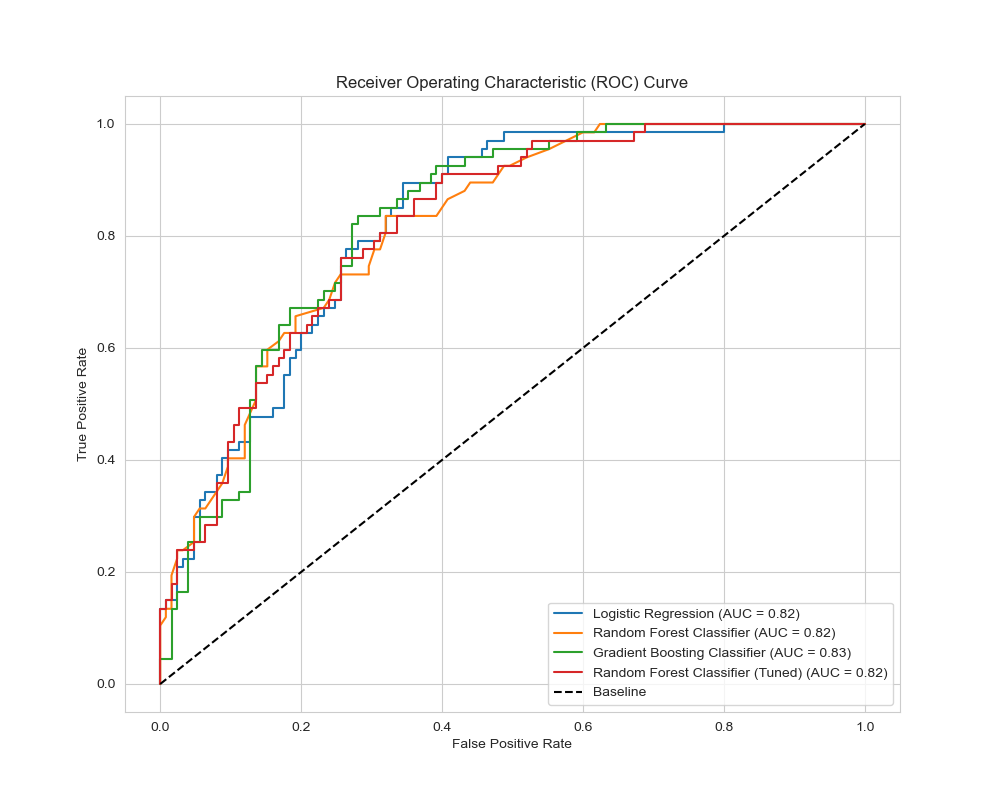 Receiver Operating Characteristic (ROC) Curve
1.0
0.8
0.6
0.4
0.2
0.0
True Positive Rate
0.0 0.2 0.4 0.6 0.8 1.0
False Positive Rate
Logistic Regression (AUC = 0.82)
Random Forest Classifier (AUC = 0.82)
Gradient Boosting Classifier (AUC = 0.83)
Random Forest Classifier (Tuned) (AUC = 0.82)
Baseline